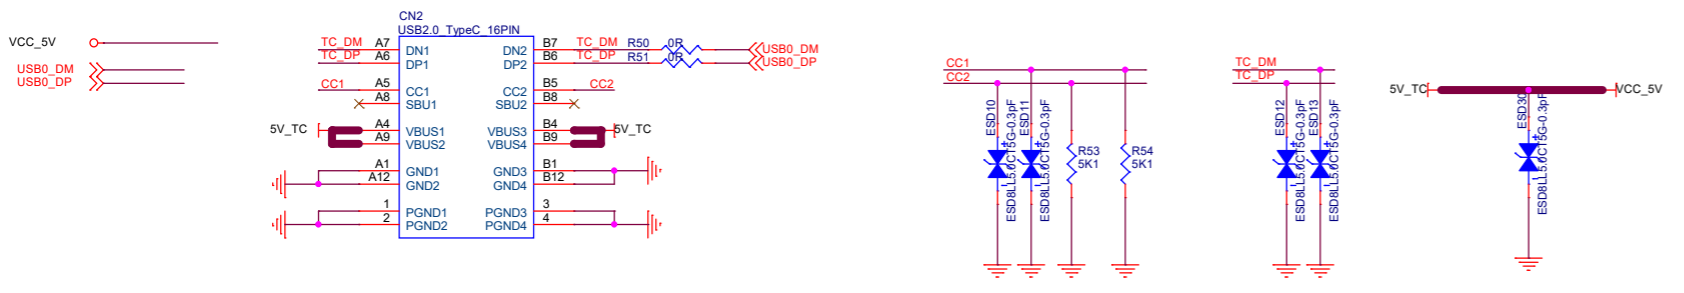 VCC_5V
USB0_DM
USB0_DP
CN2
USB2.0_TypeC_16PIN
TC_DM A7 DN1 DN2 B7 TC_DM R50 0R USB0_DM
TC_DP A6 DP1 DP2 B6 TC_DP R51 0R USB0_DP
CC1 A5 CC1 CC2 B5 CC2
A8 SBU1 SBU2 B8
5V_TC A4 VBUS1 VBUS3 B4 5V_TC
A9 VBUS2 VBUS4 B9
A1 GND1 GND3 B1
A12 GND2 GND4 B12
1 PGND1 PGND3 3
2 PGND2 PGND4 4
CC1
CC2
ESD10
ESD8LL5.0CT5G-0.3pF
ESD11
ESD8LL5.0CT5G-0.3pF
R53
5K1
R54
5K1
TC_DM
TC_DP
ESD12
ESD8LL5.0CT5G-0.3pF
ESD13
ESD8LL5.0CT5G-0.3pF
5V_TC VCC_5V
ESD30
ESD8LL5.0CT5G-0.3pF